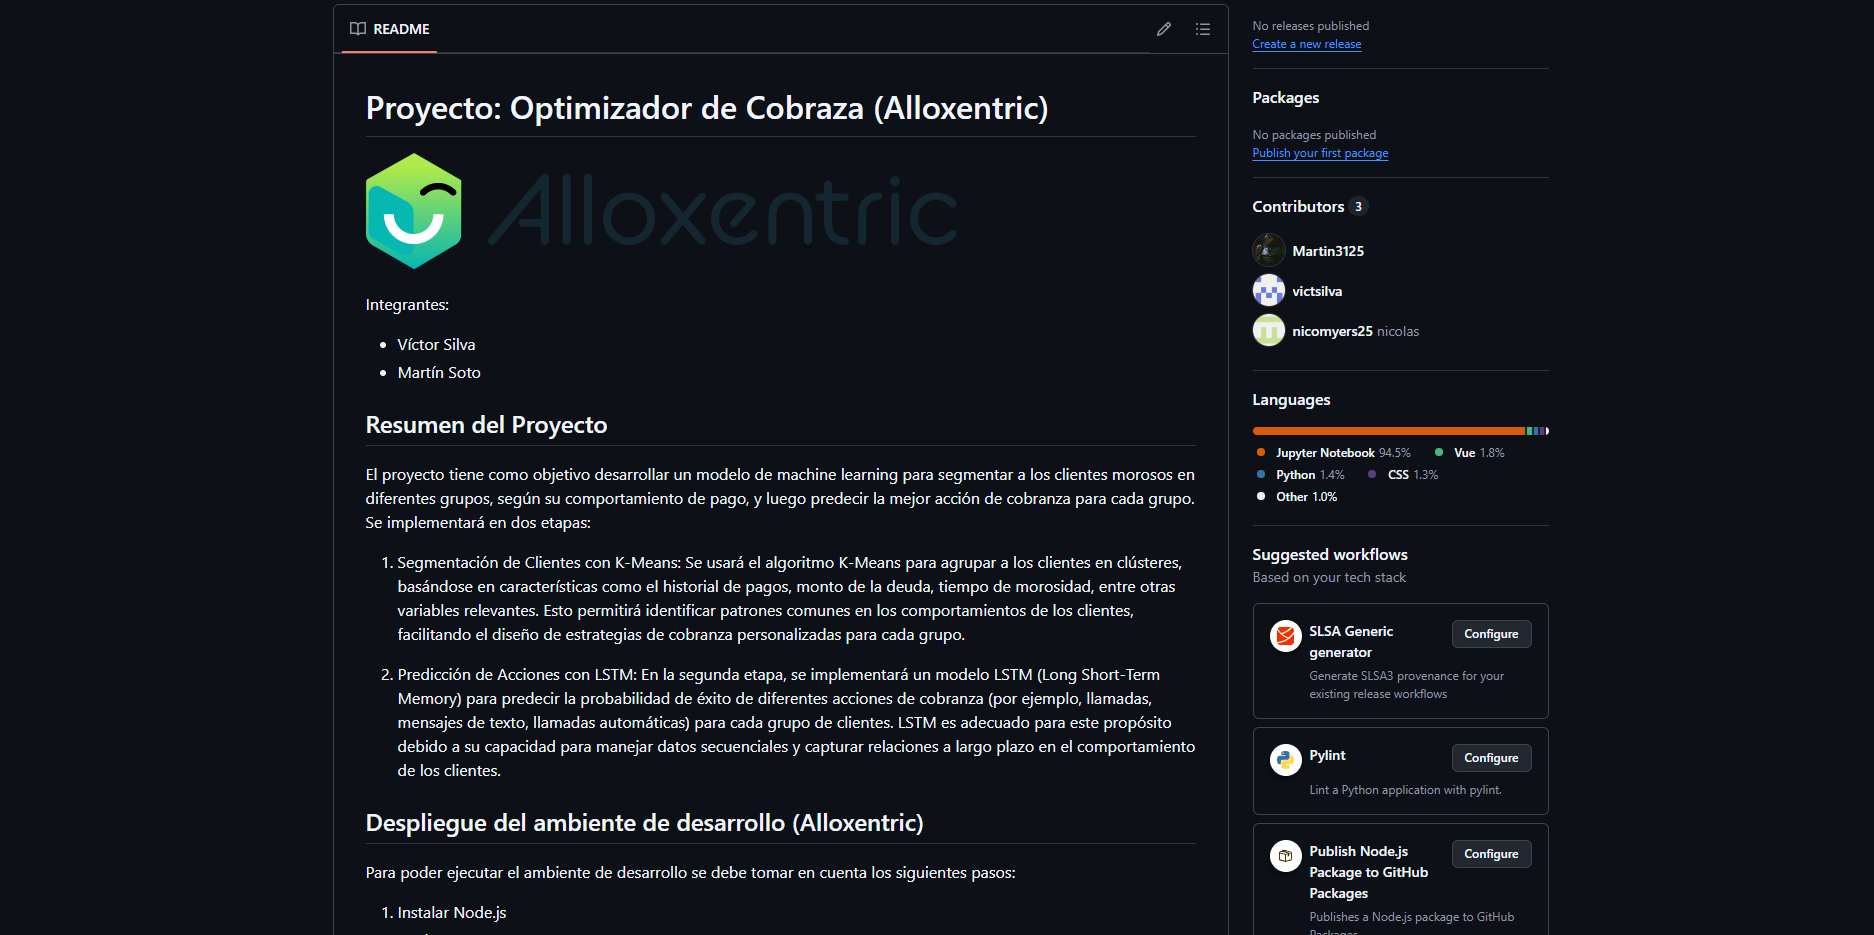 README
Proyecto: Optimizador de Cobraza (Alloxentric)
Alloxentric
Integrantes:
Víctor Silva
Martín Soto
Resumen del Proyecto
El proyecto tiene como objetivo desarrollar un modelo de machine learning para segmentar a los clientes morosos en
diferentes grupos, según su comportamiento de pago, y luego predecir la mejor acción de cobranza para cada grupo.
Se implementará en dos etapas:
1. Segmentación de Clientes con K-Means: Se usará el algoritmo K-Means para agrupar a los clientes en clústeres,
basándose en características como el historial de pagos, monto de la deuda, tiempo de morosidad, entre otras
variables relevantes. Esto permitirá identificar patrones comunes en los comportamientos de los clientes,
facilitando el diseño de estrategias de cobranza personalizadas para cada grupo.
2. Predicción de Acciones con LSTM: En la segunda etapa, se implementará un modelo LSTM (Long Short-Term
Memory) para predecir la probabilidad de éxito de diferentes acciones de cobranza (por ejemplo, llamadas,
mensajes de texto, llamadas automáticas) para cada grupo de clientes. LSTM es adecuado para este propósito
debido a su capacidad para manejar datos secuenciales y capturar relaciones a largo plazo en el comportamiento
de los clientes.
Despliegue del ambiente de desarrollo (Alloxentric)
Para poder ejecutar el ambiente de desarrollo se debe tomar en cuenta los siguientes pasos:
1. Instalar Node.js
No releases published
Create a new release
Packages
No packages published
Publish your first package
Contributors 3
Martin3125
victsilva
nicomyers25 nicolas
Languages
Jupyter Notebook 94.5% Vue 1.8%
Python 1.4% CSS 1.3%
Other 1.0%
Suggested workflows
Based on your tech stack
SLSA Generic
generator
Configure
Generate SLSA3 provenance for your
existing release workflows
Pylint
Configure
Lint a Python application with pylint.
Publish Node.js
Package to GitHub
Packages
Configure
Publishes a Node.js package to GitHub
Packages